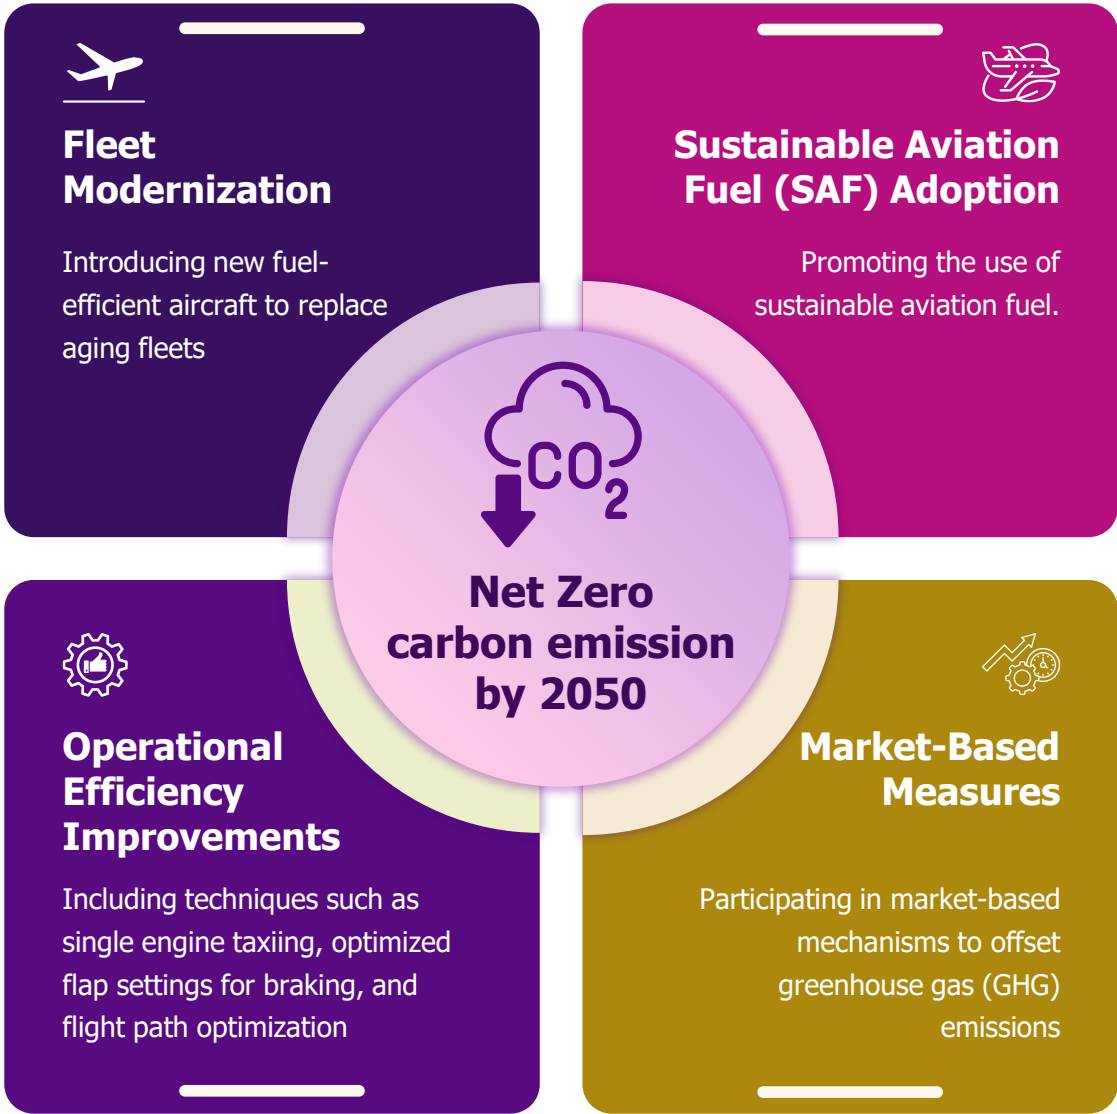 Fleet
Modernization
Introducing new fuel-
efficient aircraft to replace
aging fleets
Sustainable Aviation
Fuel (SAF) Adoption
Promoting the use of
sustainable aviation fuel.
CO2
Net Zero
carbon emission
by 2050
Operational
Efficiency
Improvements
Including techniques such as
single engine taxiing, optimized
flap settings for braking, and
flight path optimization
Market-Based
Measures
Participating in market-based
mechanisms to offset
greenhouse gas (GHG)
emissions